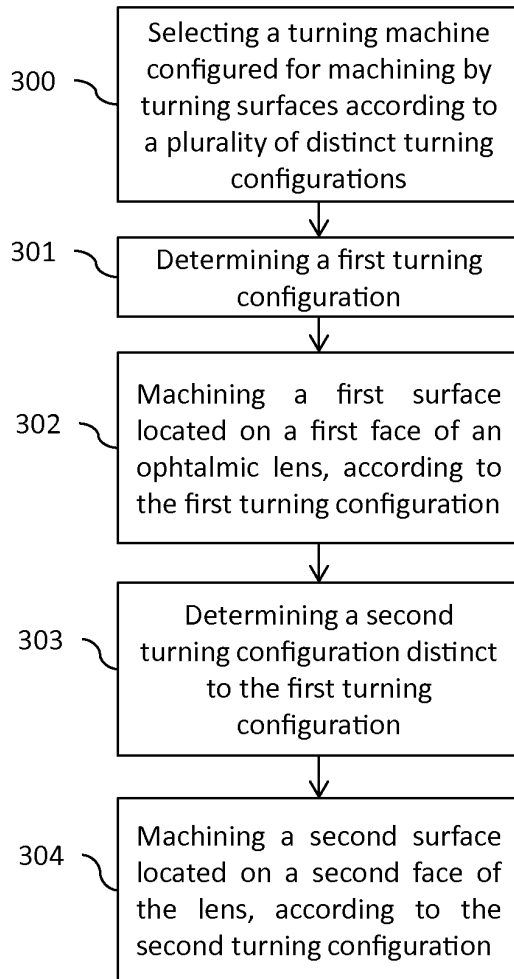 300
Selecting a turning machine
configured for machining by
turning surfaces according to
a plurality of distinct turning
configurations
301
Determining a first turning
configuration
302
Machining a first surface
located on a first face of an
ophtalmic lens, according to
the first turning configuration
303
Determining a second
turning configuration distinct
to the first turning
configuration
304
Machining a second surface
located on a second face of
the lens, according to the
second turning configuration